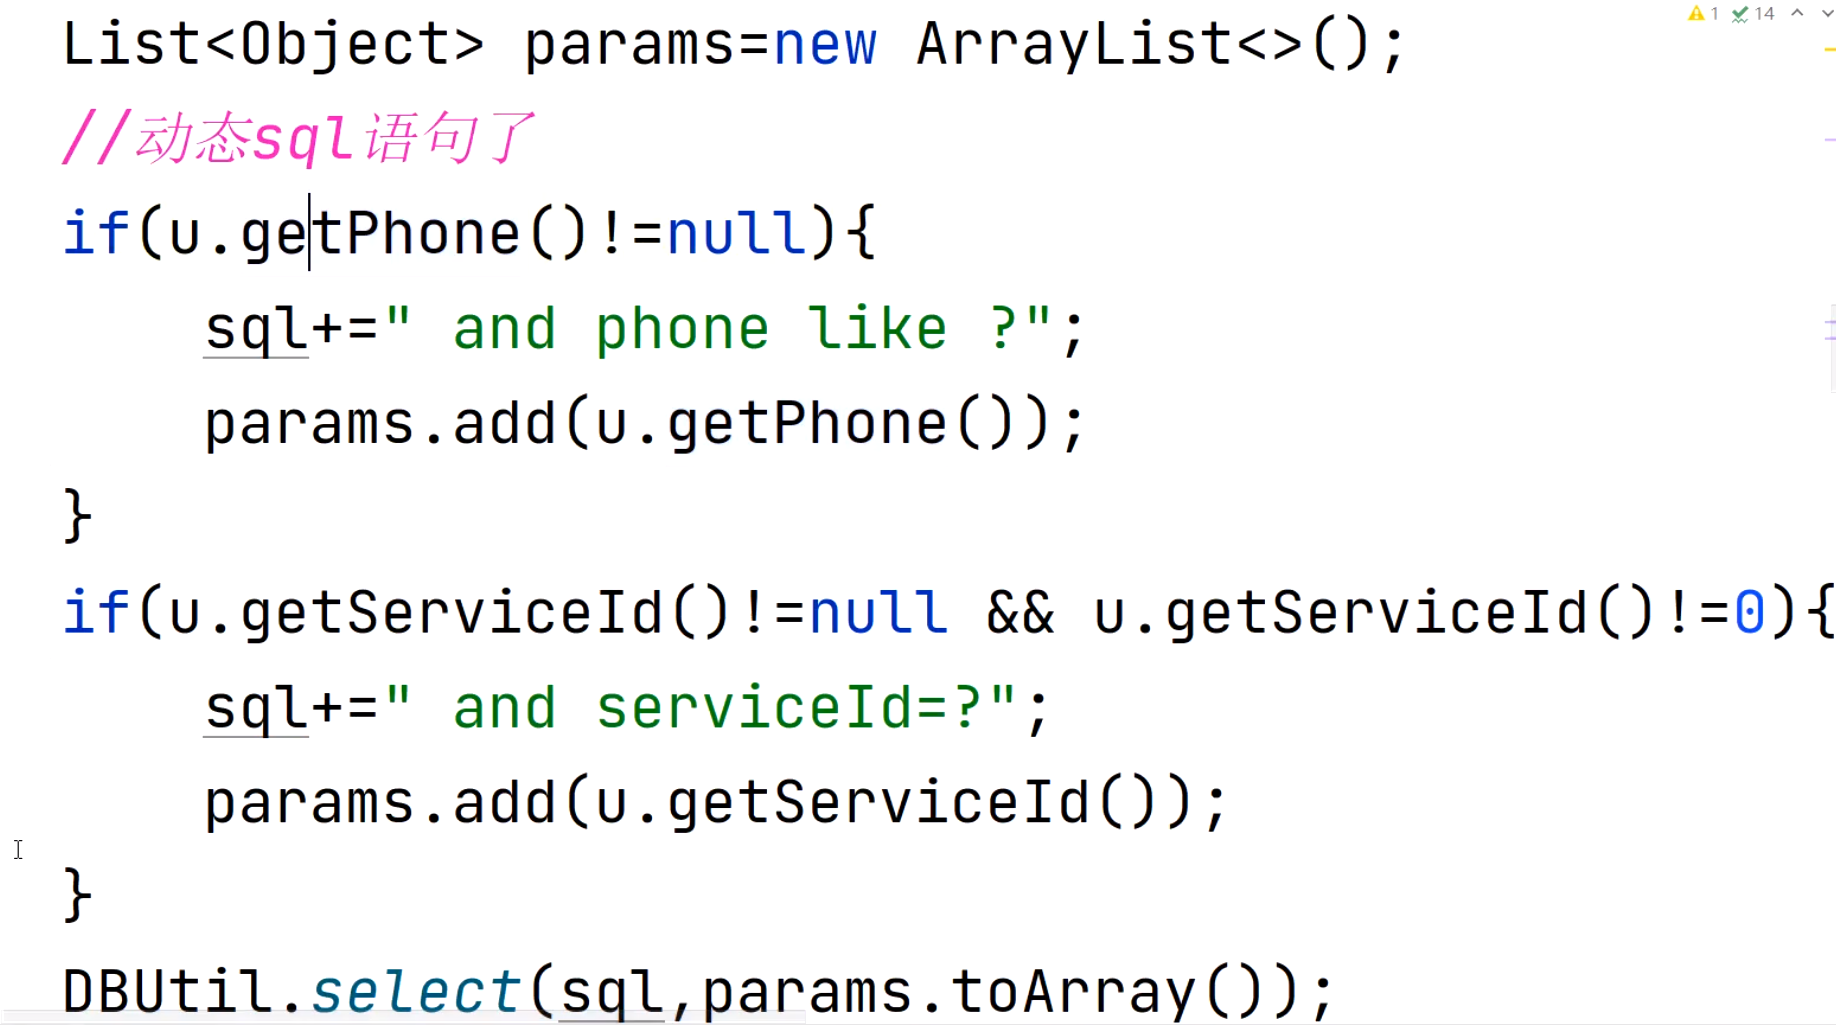 1 14
List<Object> params=new ArrayList<>();
//动态sql语句了
if(u.getPhone()!=null){
sql+=" and phone like ?";
params.add(u.getPhone());
}
if(u.getServiceId()!=null && u.getServiceId()!=0){
sql+=" and serviceId=?";
params.add(u.getServiceId());
}
DBUtil.select(sql,params.toArray());